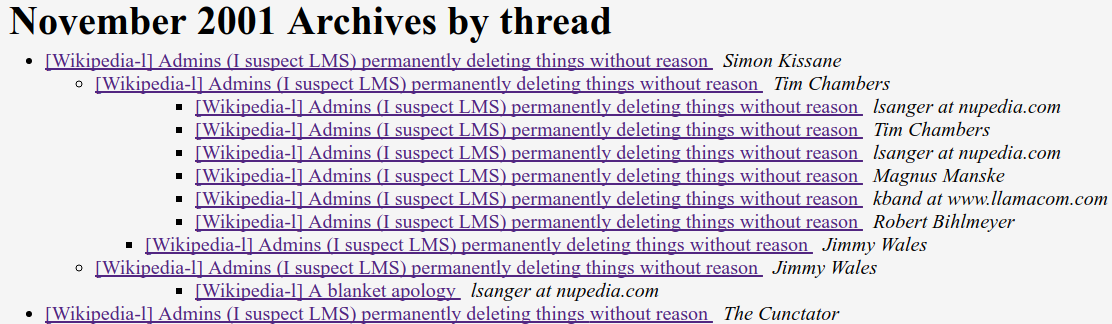 November 2001 Archives by thread
[Wikipedia-l] Admins (I suspect LMS) permanently deleting things without reason Simon Kissane
[Wikipedia-l] Admins (I suspect LMS) permanently deleting things without reason Tim Chambers
[Wikipedia-l] Admins (I suspect LMS) permanently deleting things without reason lsanger at nupedia.com
[Wikipedia-l] Admins (I suspect LMS) permanently deleting things without reason Tim Chambers
[Wikipedia-l] Admins (I suspect LMS) permanently deleting things without reason lsanger at nupedia.com
[Wikipedia-l] Admins (I suspect LMS) permanently deleting things without reason Magnus Manske
[Wikipedia-l] Admins (I suspect LMS) permanently deleting things without reason kband at www.llamacom.com
[Wikipedia-l] Admins (I suspect LMS) permanently deleting things without reason Robert Bihlmeyer
[Wikipedia-l] Admins (I suspect LMS) permanently deleting things without reason Jimmy Wales
[Wikipedia-l] Admins (I suspect LMS) permanently deleting things without reason Jimmy Wales
[Wikipedia-l] A blanket apology lsanger at nupedia.com
[Wikipedia-l] Admins (I suspect LMS) permanently deleting things without reason The Cunctator